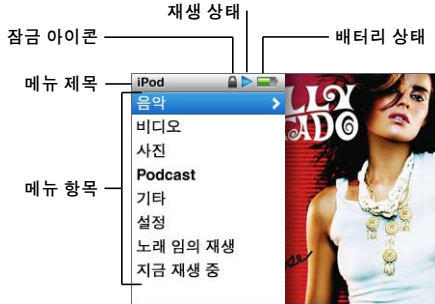 재생 상태
잠금 아이콘
배터리 상태
메뉴 제목
iPod
메뉴 항목
음악
비디오
사진
Podcast
기타
설정
노래 임의 재생
지금 재생 중